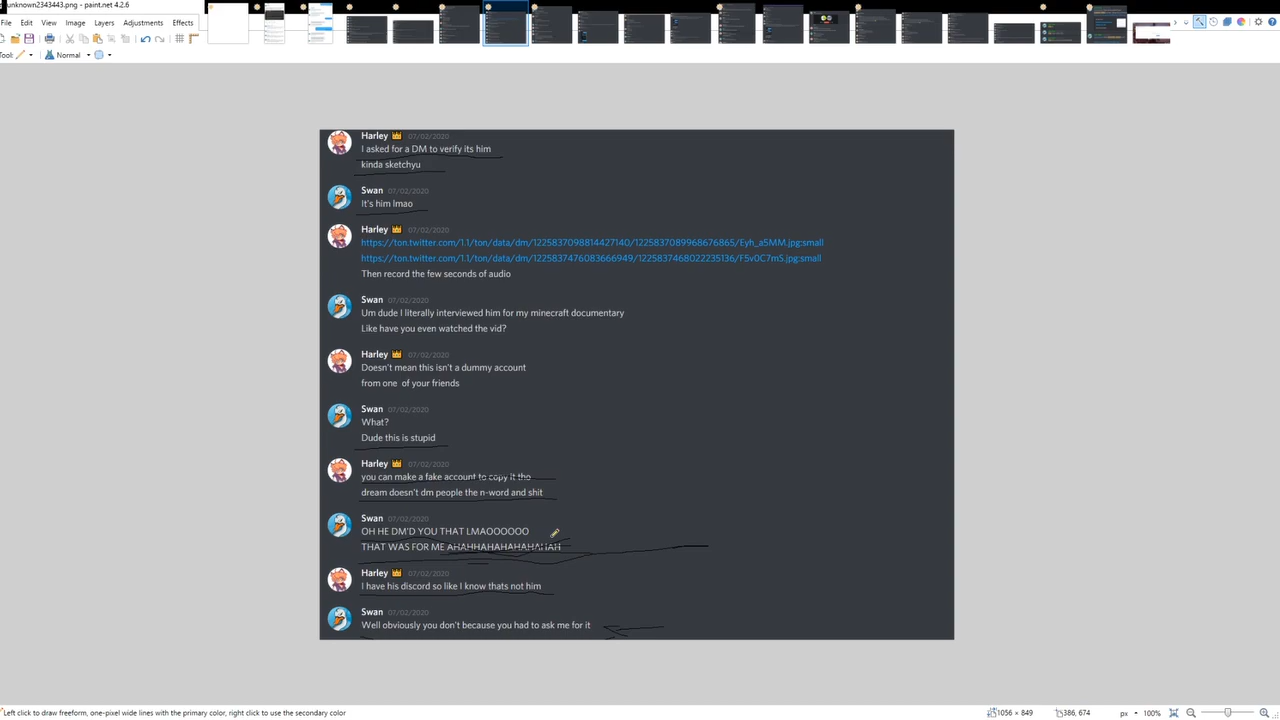 unknown2343443.png - paint.net 4.2.6
File Edit View Image Layers Adjustments Effects
Tool: Normal
Harley 07/02/2020
I asked for a DM to verify its him
kinda sketchyu
Swan 07/02/2020
It's him lmao
Harley 07/02/2020
https://ton.twitter.com/1.1/ton/data/dm/1225837098814427140/1225837089968676865/Eyh_a5MM.jpg:small
https://ton.twitter.com/1.1/ton/data/dm/1225837476083666949/1225837468022235136/F5v0C7mS.jpg:small
Then record the few seconds of audio
Swan 07/02/2020
Um dude I literally interviewed him for my minecraft documentary
Like have you even watched the vid?
Harley 07/02/2020
Doesn't mean this isn't a dummy account
from one of your friends
Swan 07/02/2020
What?
Dude this is stupid
Harley 07/02/2020
you can make a fake account to copy it tho
dream doesn't dm people the n-word and shit
Swan 07/02/2020
OH HE DM'D YOU THAT LMAOOOOOO
THAT WAS FOR ME AHAHHAHAHAHAHAHAH
Harley 07/02/2020
I have his discord so like I know thats not him
Swan 07/02/2020
Well obviously you don't because you had to ask me for it
Left click to draw freeform, one-pixel wide lines with the primary color, right click to use the secondary color
1056 × 849 386, 674 px 100%